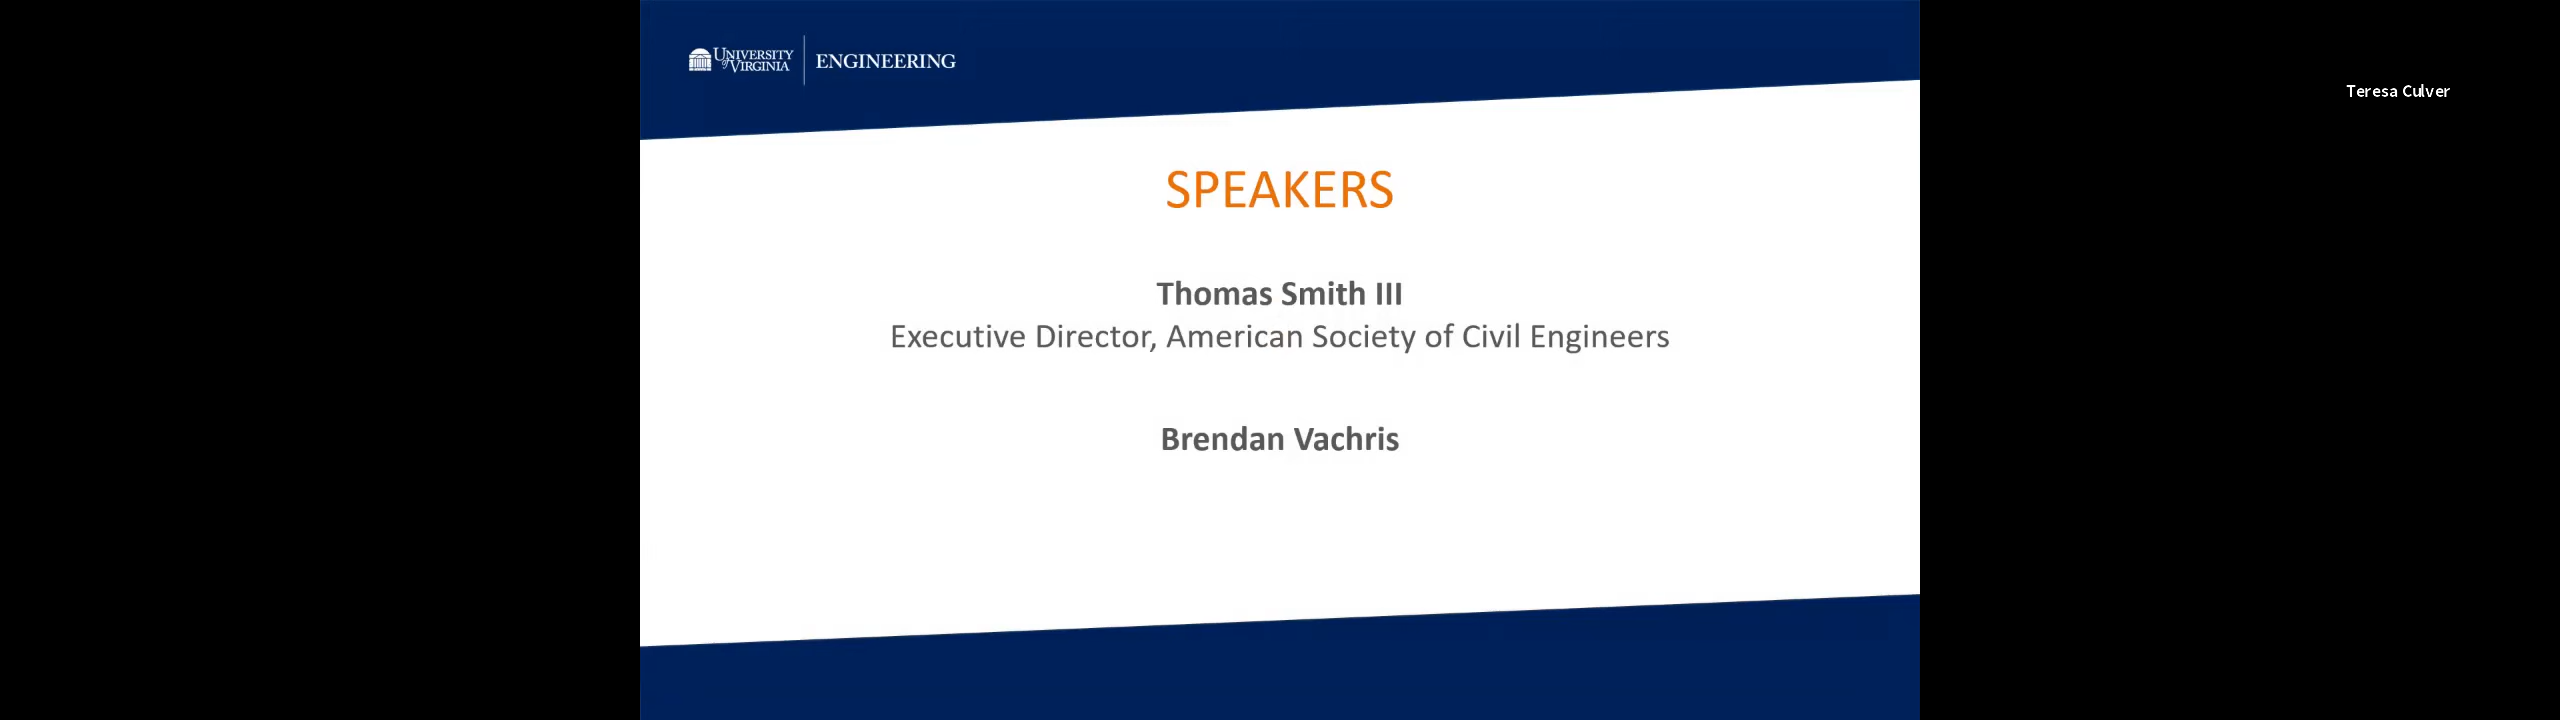 UNIVERSITY
of VIRGINIA
ENGINEERING
Teresa Culver
SPEAKERS
Thomas Smith III
Executive Director, American Society of Civil Engineers
Brendan Vachris